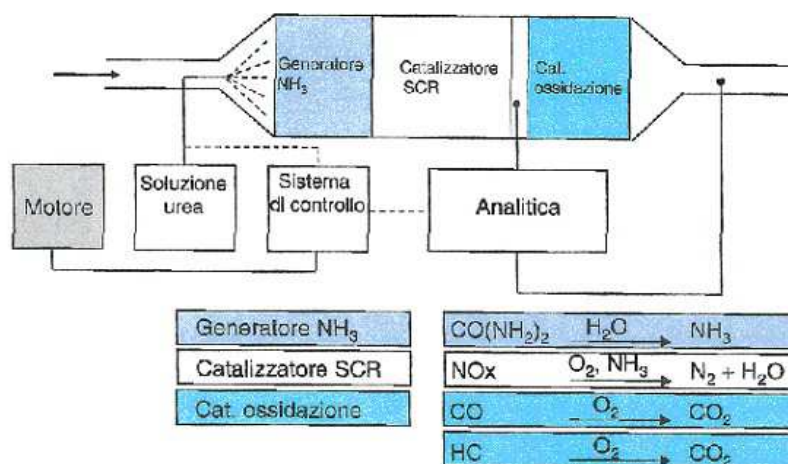 Generatore
NH3
Catalizzatore
SCR
Cat.
ossidazione
Motore
Soluzione
urea
Sistema
di controllo
Analitica
Generatore NH3
CO(NH2)2 H2O NH3
Catalizzatore SCR
NOx O2, NH3 N2 + H2O
Cat. ossidazione
CO O2 CO2
HC O2 CO2